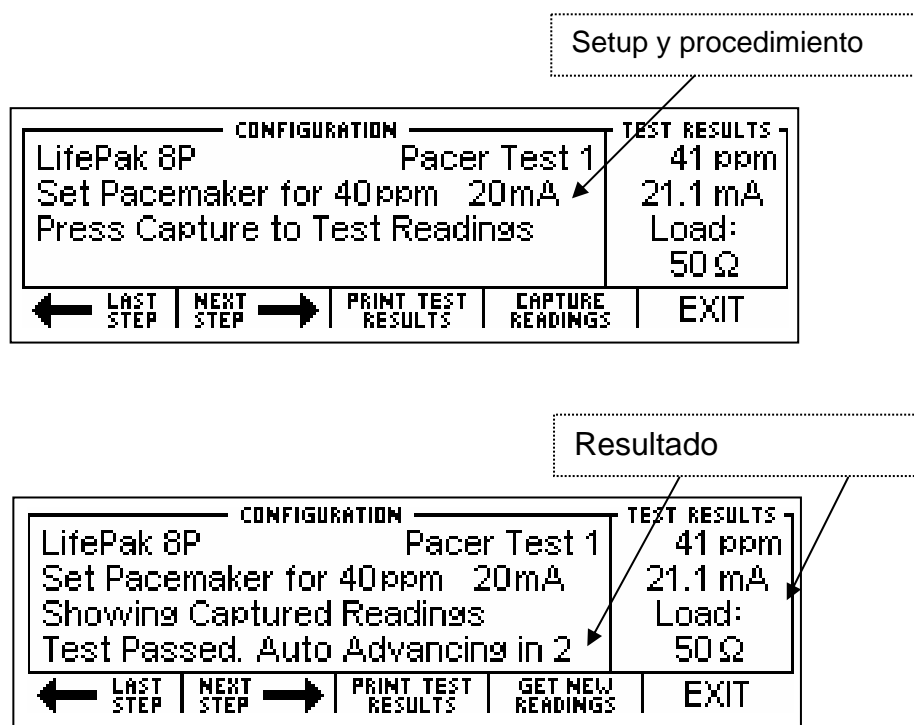 Setup y procedimiento
CONFIGURATION TEST RESULTS
LifePak 8P Pacer Test 1 41 ppm
Set Pacemaker for 40ppm 20mA 21.1 mA
Press Capture to Test Readings Load:
50 Ω
LAST STEP NEXT STEP PRINT TEST RESULTS CAPTURE READINGS EXIT
Resultado
CONFIGURATION TEST RESULTS
LifePak 8P Pacer Test 1 41 ppm
Set Pacemaker for 40ppm 20mA 21.1 mA
Showing Captured Readings Load:
Test Passed. Auto Advancing in 2 50 Ω
LAST STEP NEXT STEP PRINT TEST RESULTS GET NEW READINGS EXIT